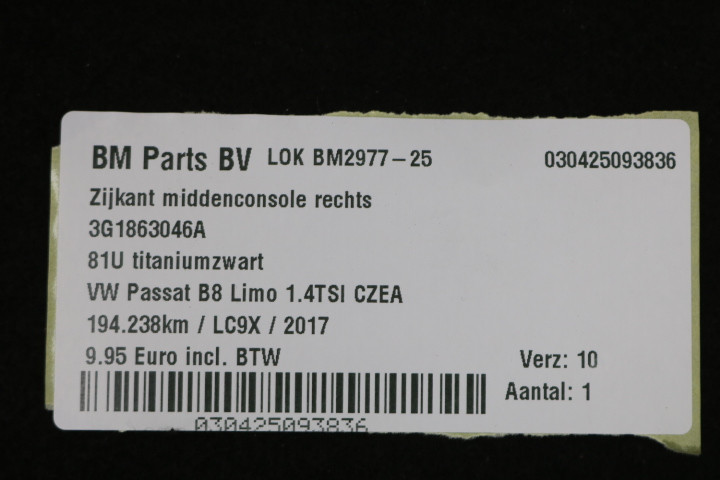 BM Parts BV LOK BM2977-25 030425093836
Zijkant middenconsole rechts
3G1863046A
81U titaniumzwart
VW Passat B8 Limo 1.4TSI CZEA
194.238km / LC9X / 2017
9.95 Euro incl. BTW Verz: 10
Aantal: 1
030425093836